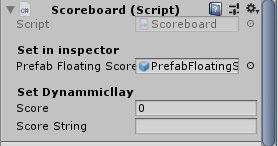 Scoreboard (Script)
Script Scoreboard
Set in inspector
Prefab Floating Score PrefabFloatingS
Set Dynammicllay
Score 0
Score String